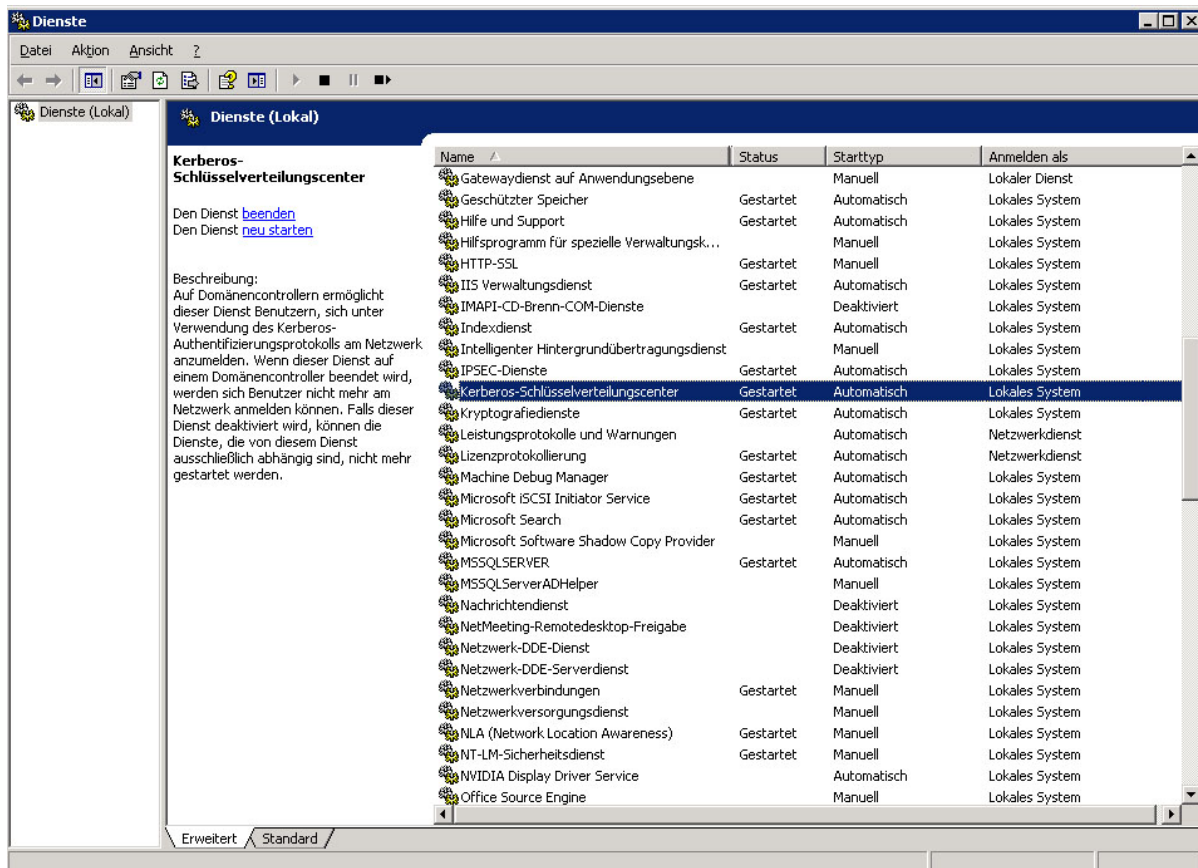 Dienste
Datei Aktion Ansicht ?
Dienste (Lokal)
Dienste (Lokal)
Kerberos-
Schlüsselverteilungscenter
Den Dienst beenden
Den Dienst neu starten
Beschreibung:
Auf Domänencontrollern ermöglicht
dieser Dienst Benutzern, sich unter
Verwendung des Kerberos-
Authentifizierungsprotokolls am Netzwerk
anzumelden. Wenn dieser Dienst auf
einem Domänencontroller beendet wird,
werden sich Benutzer nicht mehr am
Netzwerk anmelden können. Falls dieser
Dienst deaktiviert wird, können die
Dienste, die von diesem Dienst
ausschließlich abhängig sind, nicht mehr
gestartet werden.
Name Status Starttyp Anmelden als
Gatewaydienst auf Anwendungsebene Manuell Lokaler Dienst
Geschützter Speicher Gestartet Automatisch Lokales System
Hilfe und Support Gestartet Automatisch Lokales System
Hilfsprogramm für spezielle Verwaltungsk... Manuell Lokales System
HTTP-SSL Gestartet Manuell Lokales System
IIS Verwaltungsdienst Gestartet Automatisch Lokales System
IMAPI-CD-Brenn-COM-Dienste Deaktiviert Lokales System
Indexdienst Gestartet Automatisch Lokales System
Intelligenter Hintergrundübertragungsdienst Manuell Lokales System
IPSEC-Dienste Gestartet Automatisch Lokales System
Kerberos-Schlüsselverteilungscenter Gestartet Automatisch Lokales System
Kryptografiedienste Gestartet Automatisch Lokales System
Leistungsprotokolle und Warnungen Automatisch Netzwerkdienst
Lizenzprotokollierung Gestartet Automatisch Netzwerkdienst
Machine Debug Manager Gestartet Automatisch Lokales System
Microsoft iSCSI Initiator Service Gestartet Automatisch Lokales System
Microsoft Search Gestartet Automatisch Lokales System
Microsoft Software Shadow Copy Provider Manuell Lokales System
MSSQLSERVER Gestartet Automatisch Lokales System
MSSQLServerADHelper Manuell Lokales System
Nachrichtendienst Deaktiviert Lokales System
NetMeeting-Remotedesktop-Freigabe Deaktiviert Lokales System
Netzwerk-DDE-Dienst Deaktiviert Lokales System
Netzwerk-DDE-Serverdienst Deaktiviert Lokales System
Netzwerkverbindungen Gestartet Manuell Lokales System
Netzwerkversorgungsdienst Manuell Lokales System
NLA (Network Location Awareness) Gestartet Manuell Lokales System
NT-LM-Sicherheitsdienst Gestartet Manuell Lokales System
NVIDIA Display Driver Service Automatisch Lokales System
Office Source Engine Manuell Lokales System
Erweitert Standard